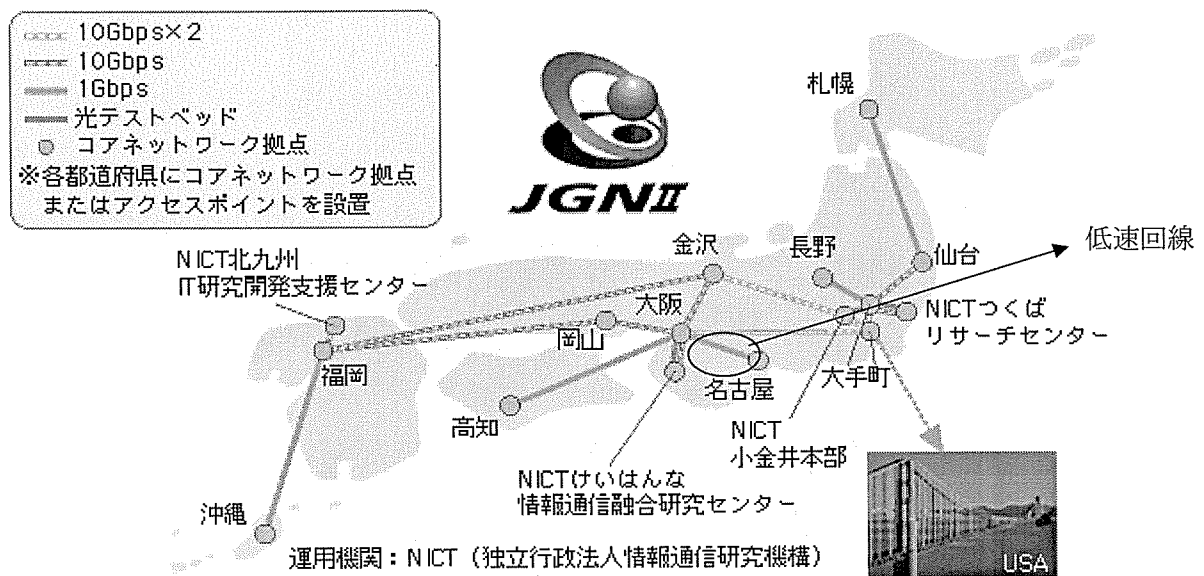 10Gbps×2
10Gbps
1Gbps
光テストベッド
コアネットワーク拠点
※各都道府県にコアネットワーク拠点
またはアクセスポイントを設置
JGNⅡ
札幌
仙台
低速回線
金沢
長野
NICT北九州
IT研究開発支援センター
大阪
岡山
NICTつくば
リサーチセンター
福岡
名古屋
大手町
高知
NICT
小金井本部
NICTけいはんな
情報通信融合研究センター
沖縄
運用機関：NICT（独立行政法人情報通信研究機構）
USA